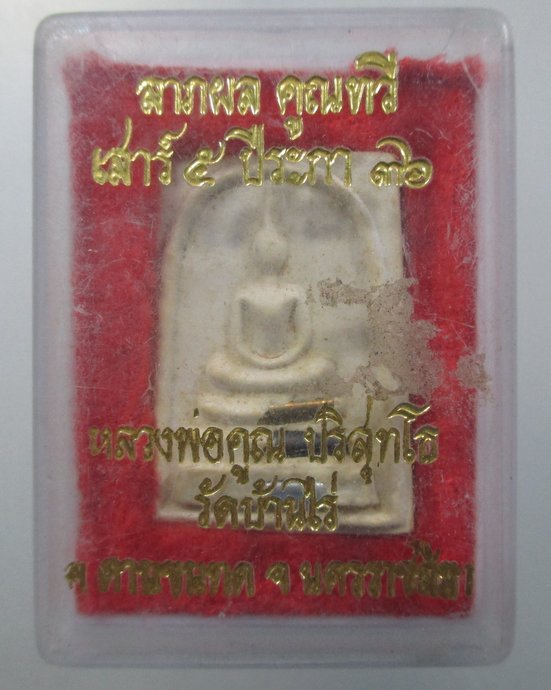 ลาภผล คูณทวี
เสาร์ ๕ ปีระกา ๓๖
หลวงพ่อคูณ ปริสุทโธ
วัดบ้านไร่
อ ด่านขุนทด จ นครราชสีมา